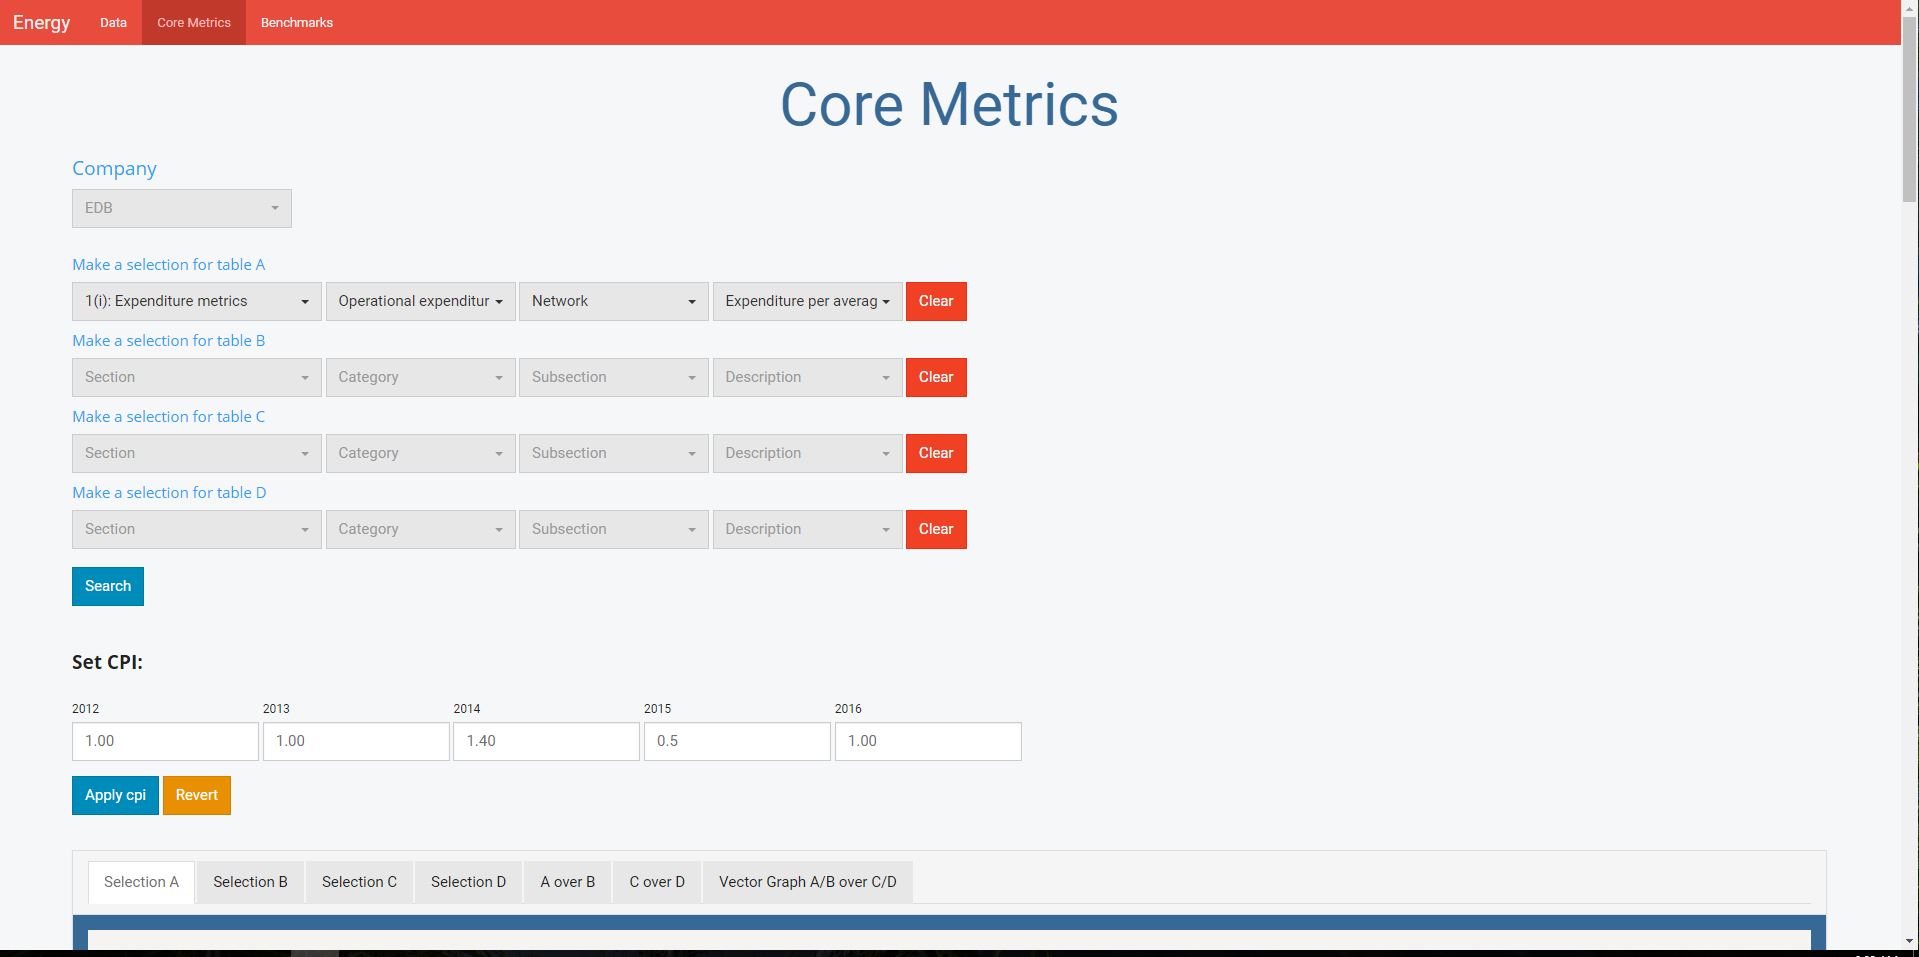 Energy Data Core Metrics Benchmarks
Core Metrics
Company
EDB
Make a selection for table A
1(i): Expenditure metrics Operational expenditur Network Expenditure per averag Clear
Make a selection for table B
Section Category Subsection Description Clear
Make a selection for table C
Section Category Subsection Description Clear
Make a selection for table D
Section Category Subsection Description Clear
Search
Set CPI:
2012 2013 2014 2015 2016
1.00 1.00 1.40 0.5 1.00
Apply cpi Revert
Selection A Selection B Selection C Selection D A over B C over D Vector Graph A/B over C/D